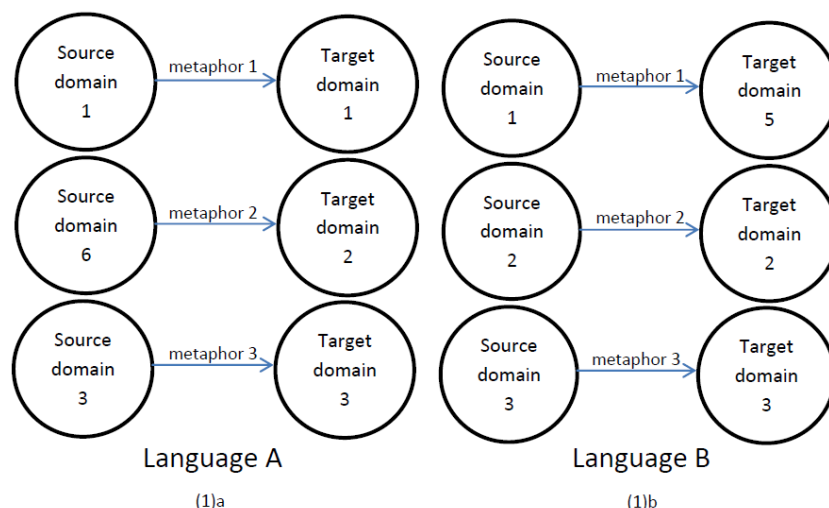 Source
domain
1
metaphor 1
Target
domain
1
Source
domain
6
metaphor 2
Target
domain
2
Source
domain
3
metaphor 3
Target
domain
3
Language A
(1)a
Source
domain
1
metaphor 1
Target
domain
5
Source
domain
2
metaphor 2
Target
domain
2
Source
domain
3
metaphor 3
Target
domain
3
Language B
(1)b